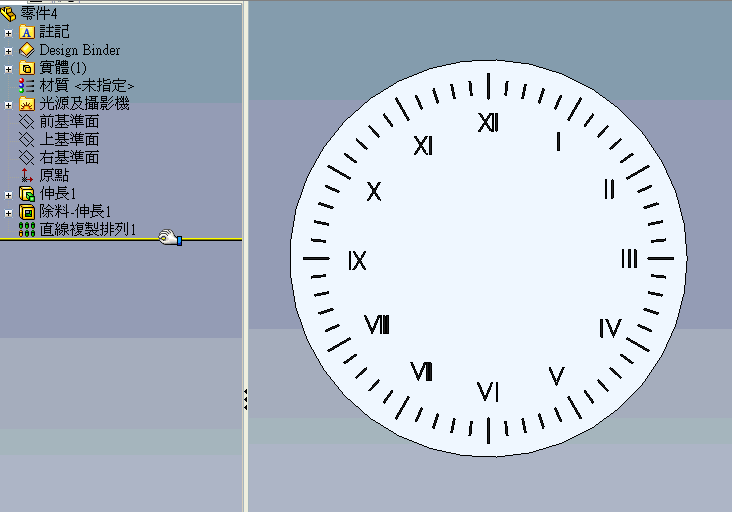 零件4
註記
Design Binder
實體(1)
材質 <未指定>
光源及攝影機
前基準面
上基準面
右基準面
原點
伸長1
除料-伸長1
直線複製排列1
XII
I
II
III
IV
V
VI
VII
VIII
IX
X
XI